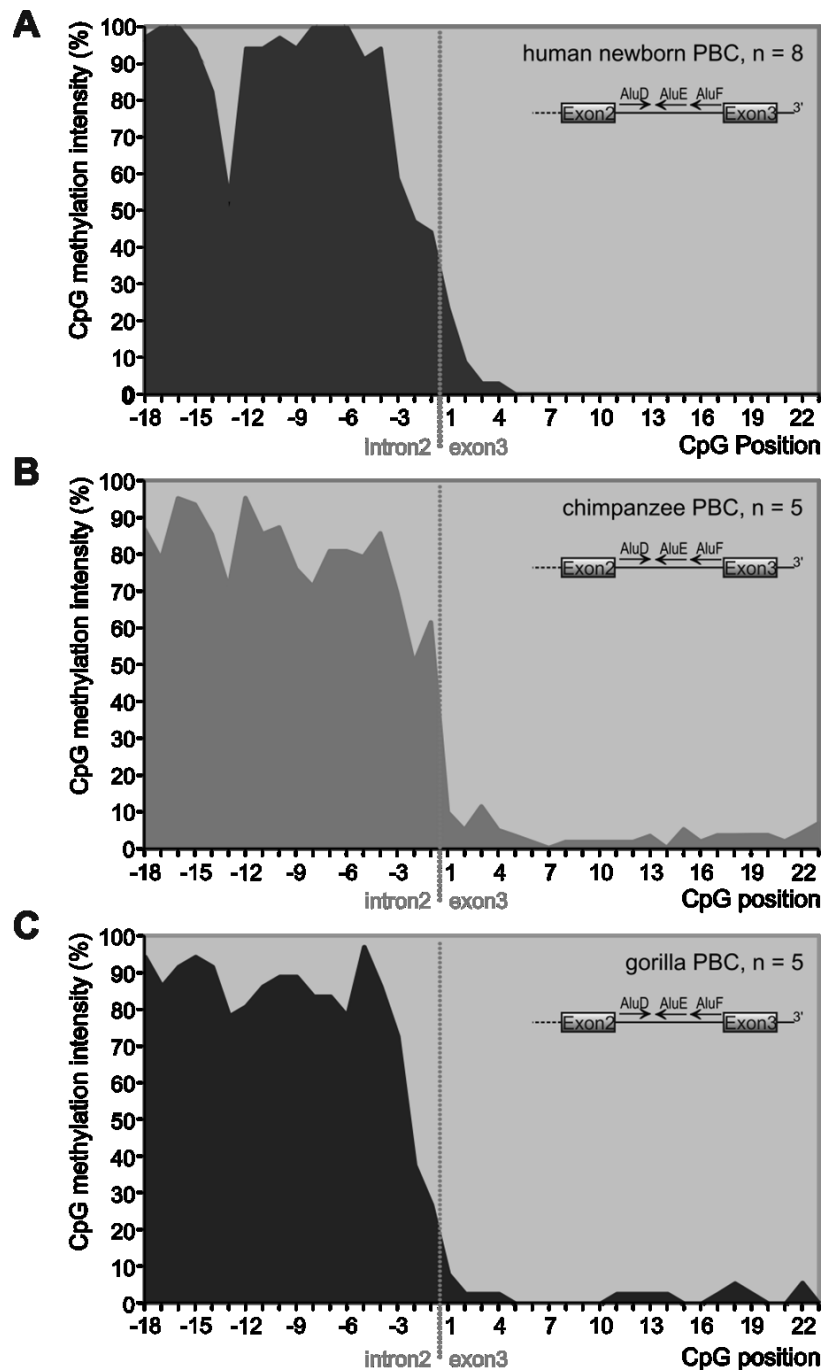 A
CpG methylation intensity (%)
100
90
80
70
60
50
40
30
20
10
0
human newborn PBC, n = 8
AluD AluE AluF
Exon2 Exon3 3'
-18 -15 -12 -9 -6 -3 1 4 7 10 13 16 19 22
intron2 exon3 CpG Position
B
CpG methylation intensity (%)
100
90
80
70
60
50
40
30
20
10
0
chimpanzee PBC, n = 5
AluD AluE AluF
Exon2 Exon3 3'
-18 -15 -12 -9 -6 -3 1 4 7 10 13 16 19 22
intron2 exon3 CpG position
C
CpG methylation intensity (%)
100
90
80
70
60
50
40
30
20
10
0
gorilla PBC, n = 5
AluD AluE AluF
Exon2 Exon3 3'
-18 -15 -12 -9 -6 -3 1 4 7 10 13 16 19 22
intron2 exon3 CpG position